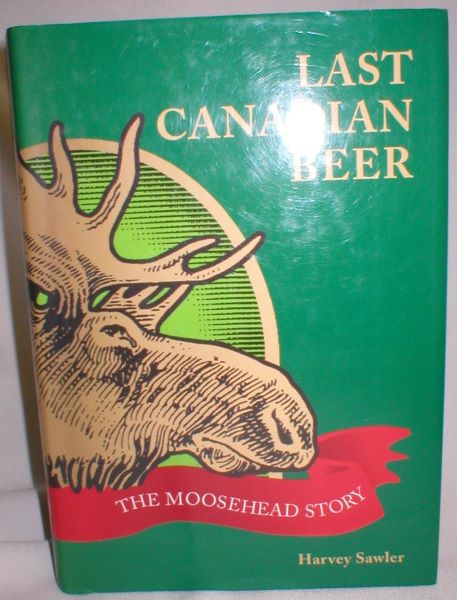 LAST
CANADIAN
BEER
THE MOOSEHEAD STORY
Harvey Sawler